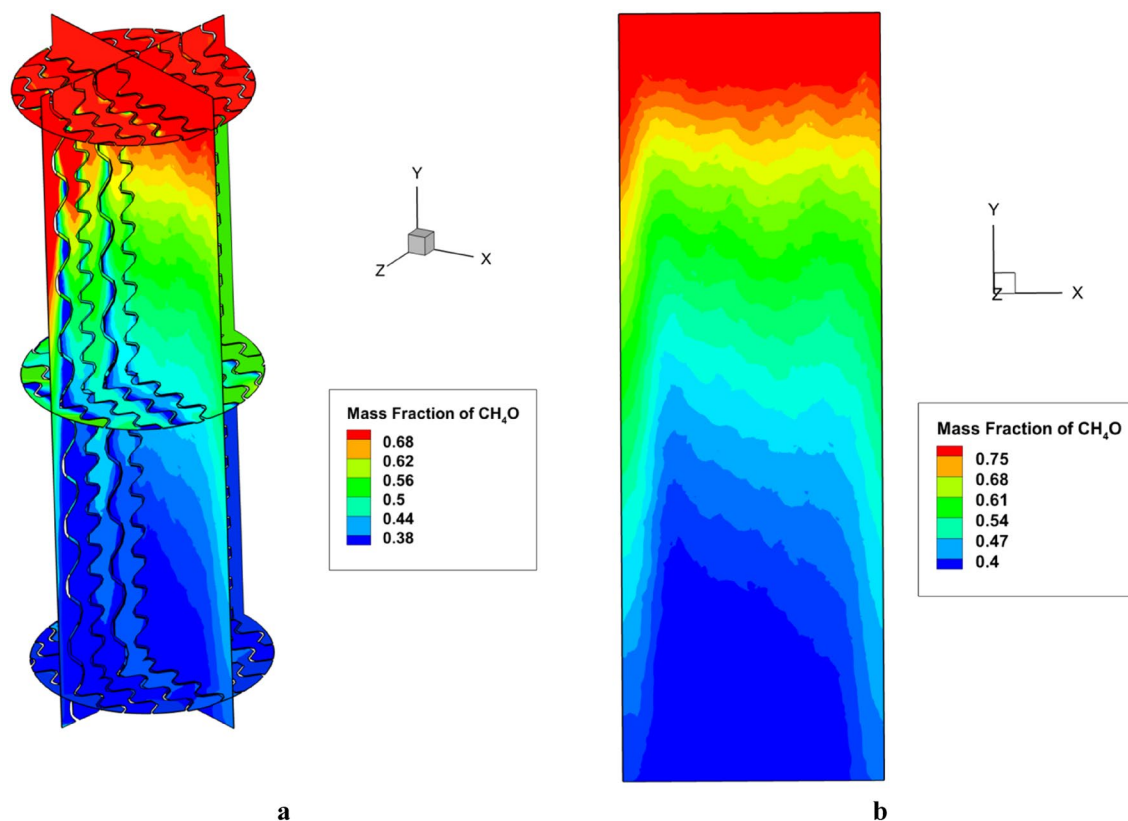 Y
Z
X
Mass Fraction of CH₄O
0.68
0.62
0.56
0.5
0.44
0.38
a
Y
Z
X
Mass Fraction of CH₄O
0.75
0.68
0.61
0.54
0.47
0.4
b